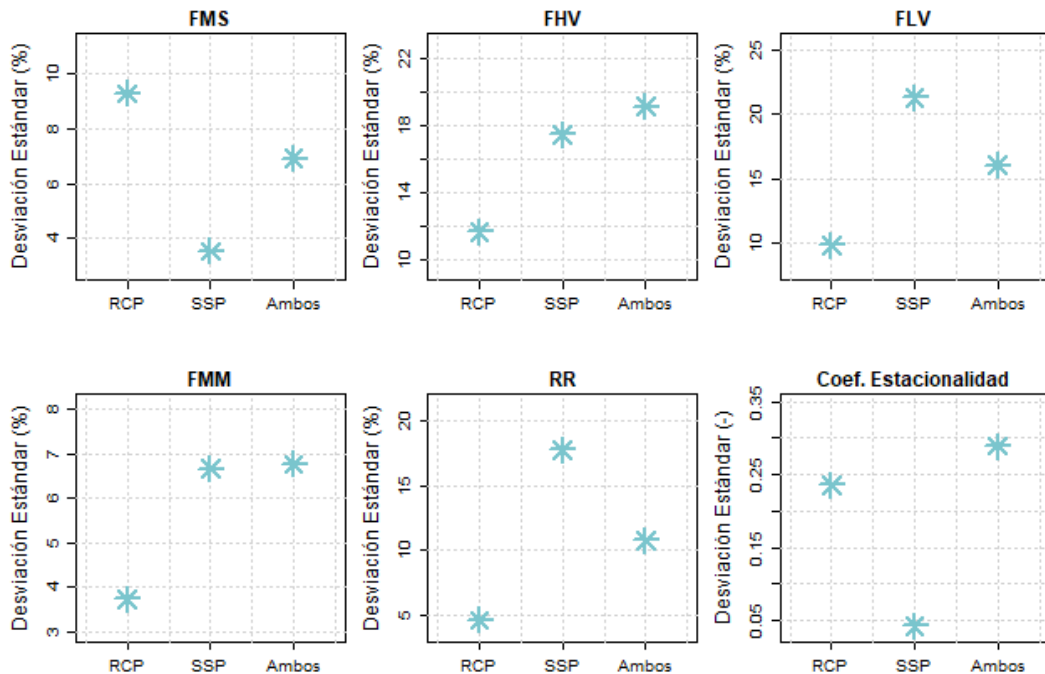 FMS
Desviación Estándar (%)
10
8
6
4
RCP SSP Ambos
FHV
Desviación Estándar (%)
22
18
14
10
RCP SSP Ambos
FLV
Desviación Estándar (%)
25
20
15
10
RCP SSP Ambos
FMM
Desviación Estándar (%)
8
7
6
5
4
3
RCP SSP Ambos
RR
Desviación Estándar (%)
20
15
10
5
RCP SSP Ambos
Coef. Estacionalidad
Desviación Estándar (-)
0.35
0.25
0.15
0.05
RCP SSP Ambos